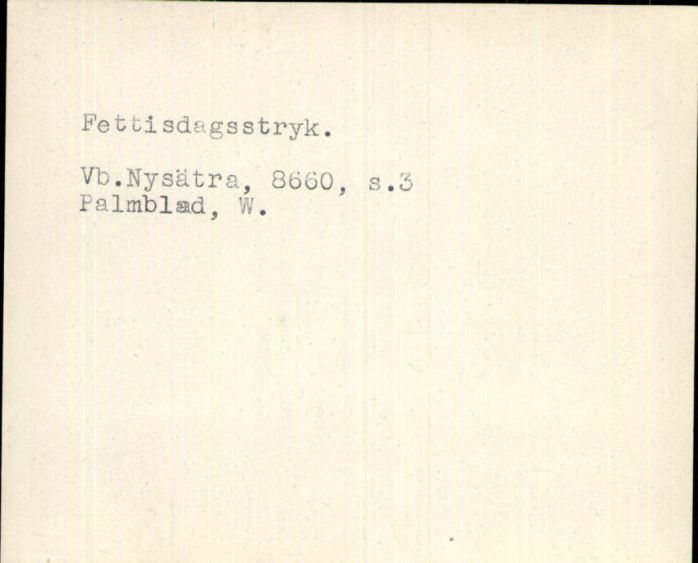 Fettisdagsstryk.
Vb.Nysätra, 8660, s.3
Palmblad, W.